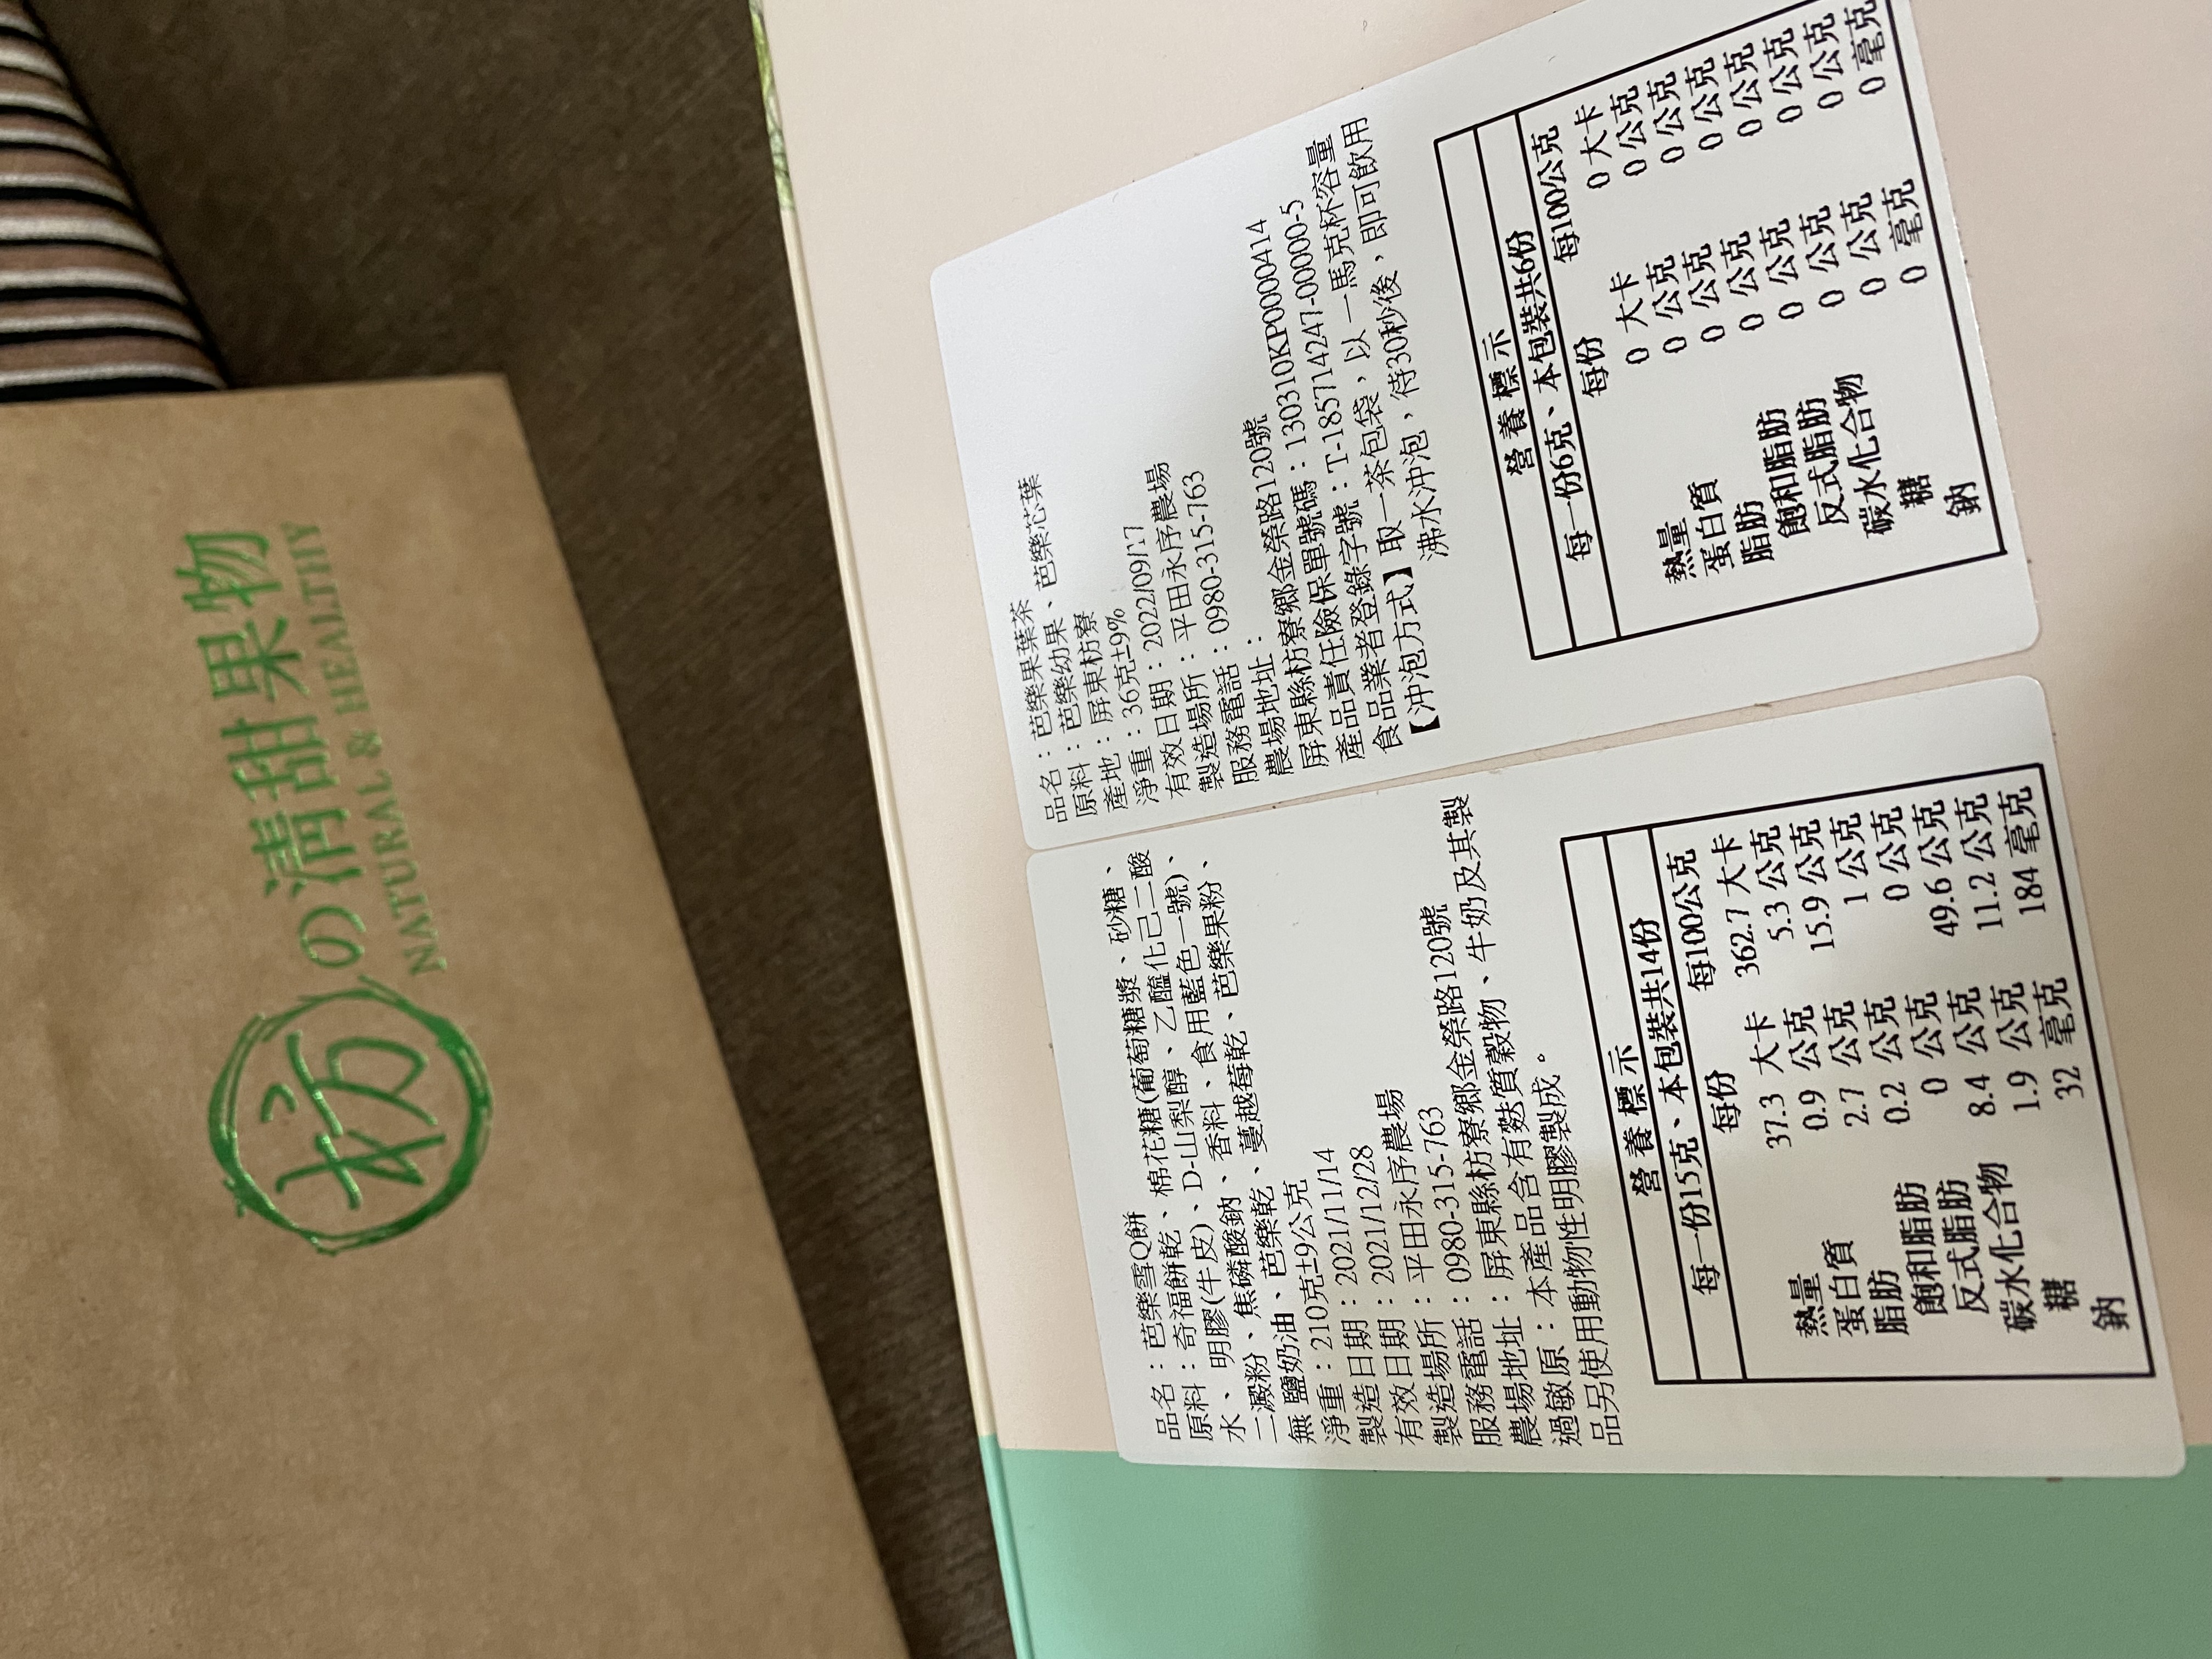 枋の清甜果物
NATURAL & HEALTHY
品名：芭樂雪Q餅
原料：奇福餅乾、棉花糖(葡萄糖漿、砂糖、
水、明膠(牛皮)、D-山梨醇、乙醯化己二酸
二澱粉、焦磷酸鈉、香料、食用藍色一號)、
無鹽奶油、芭樂乾、蔓越莓乾、芭樂果粉、
淨重：210克±9公克
製造日期：2021/11/14
有效日期：2021/12/28
製造場所：平田永序農場
服務電話：0980-315-763
農場地址：屏東縣枋寮鄉金榮路120號
過敏原：本產品含有麩質穀物、牛奶及其製
品另使用動物性明膠製成。
營養標示
每一份15克、本包裝共14份
每份 每100公克
熱量 37.3 大卡 362.7 大卡
蛋白質 0.9 公克 5.3 公克
脂肪 2.7 公克 15.9 公克
飽和脂肪 0.2 公克 1 公克
反式脂肪 0 公克 0 公克
碳水化合物 8.4 公克 49.6 公克
糖 1.9 公克 11.2 公克
鈉 32 毫克 184 毫克
品名：芭樂果葉茶
原料：芭樂幼果、芭樂芯葉
產地：屏東枋寮
淨重：36克±9%
有效日期：2022/09/17
製造場所：平田永序農場
服務電話：0980-315-763
農場地址：
屏東縣枋寮鄉金榮路120號
產品責任險保單號碼：130310KP0000414
食品業者登錄字號：T-185714247-00000-5
【沖泡方式】取一茶包袋、以一馬克杯容量
沸水沖泡，待30秒後，即可飲用
營養標示
每一份6克、本包裝共6份
每份 每100公克
熱量 0 大卡 0 大卡
蛋白質 0 公克 0 公克
脂肪 0 公克 0 公克
飽和脂肪 0 公克 0 公克
反式脂肪 0 公克 0 公克
碳水化合物 0 公克 0 公克
糖 0 公克 0 公克
鈉 0 毫克 0 毫克